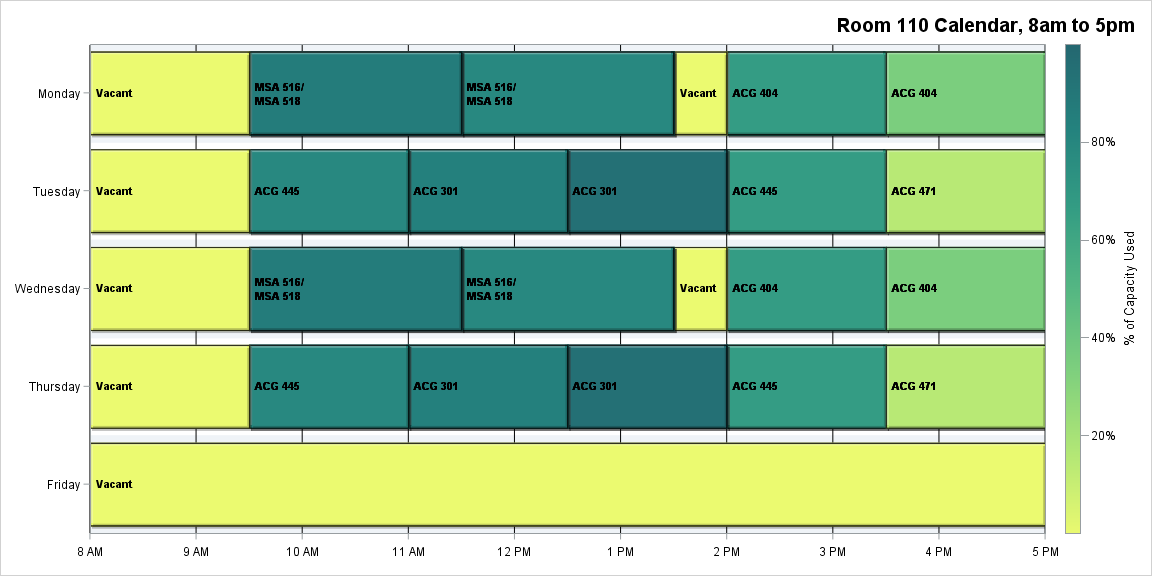 Room 110 Calendar, 8am to 5pm
Monday
Vacant
MSA 516/
MSA 518
MSA 516/
MSA 518
Vacant
ACG 404
ACG 404
Tuesday
Vacant
ACG 445
ACG 301
ACG 301
ACG 445
ACG 471
Wednesday
Vacant
MSA 516/
MSA 518
MSA 516/
MSA 518
Vacant
ACG 404
ACG 404
Thursday
Vacant
ACG 445
ACG 301
ACG 301
ACG 445
ACG 471
Friday
Vacant
8 AM
9 AM
10 AM
11 AM
12 PM
1 PM
2 PM
3 PM
4 PM
5 PM
80%
60%
40%
20%
% of Capacity Used